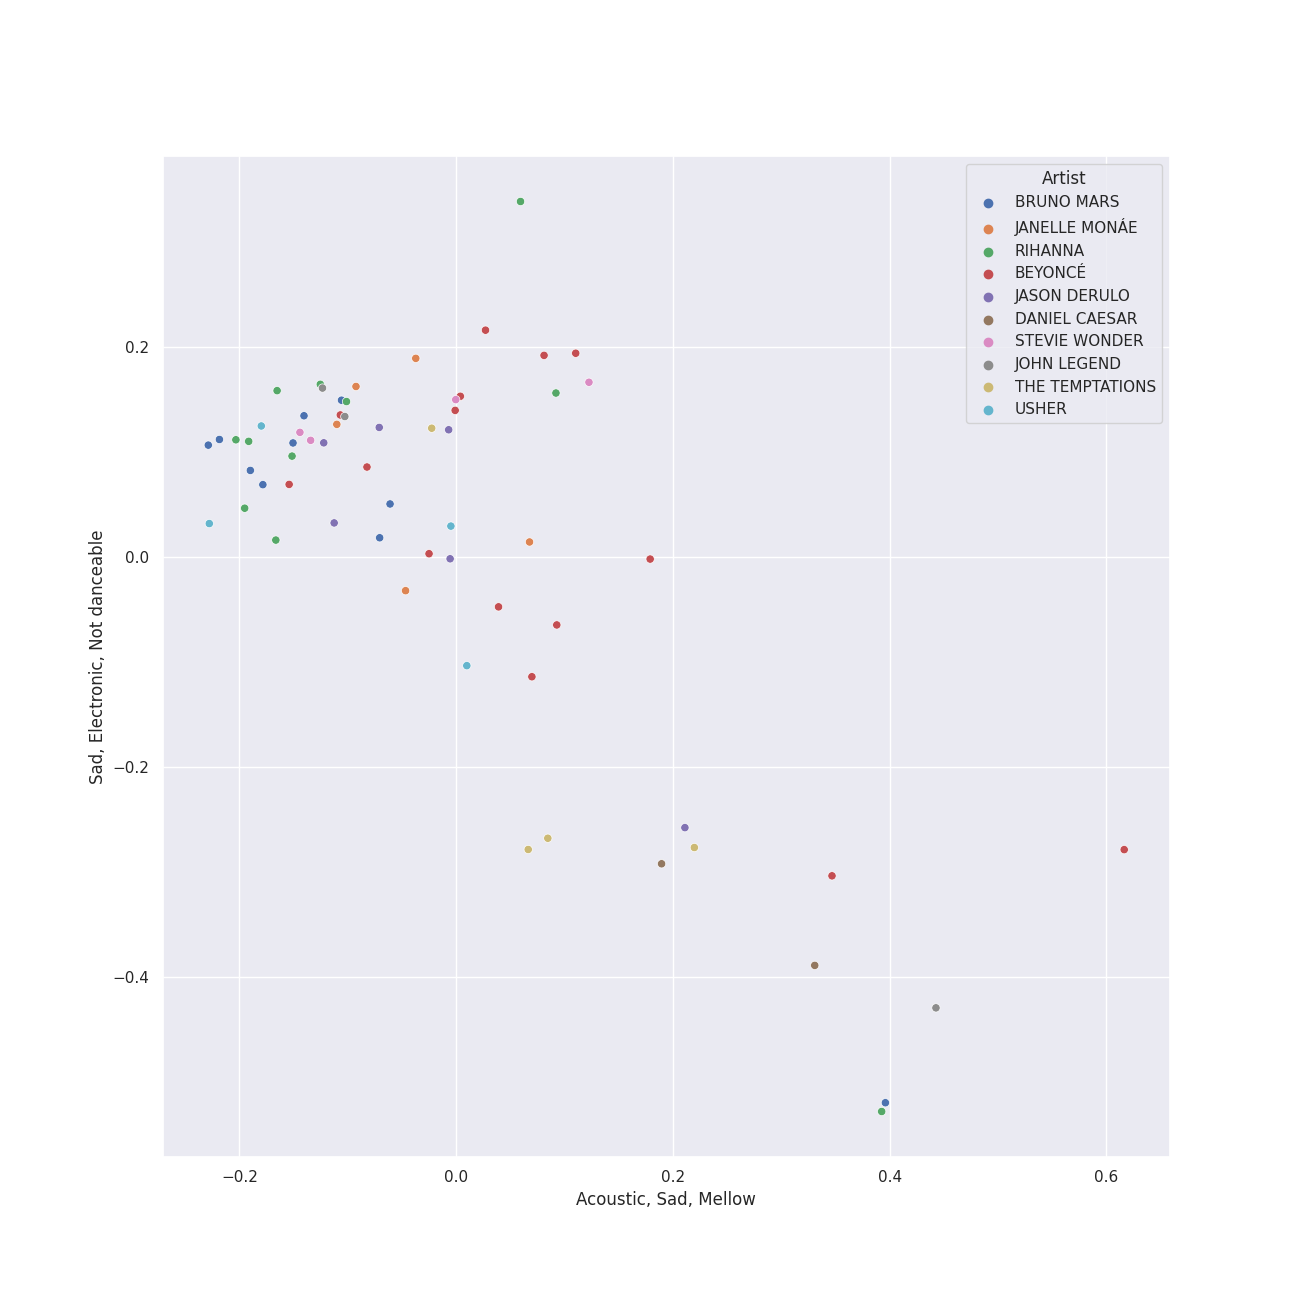 Artist
BRUNO MARS
JANELLE MONÁE
RIHANNA
BEYONCÉ
JASON DERULO
DANIEL CAESAR
STEVIE WONDER
JOHN LEGEND
THE TEMPTATIONS
USHER
0.2
0.0
−0.2
−0.4
Sad, Electronic, Not danceable
−0.2
0.0
0.2
0.4
0.6
Acoustic, Sad, Mellow